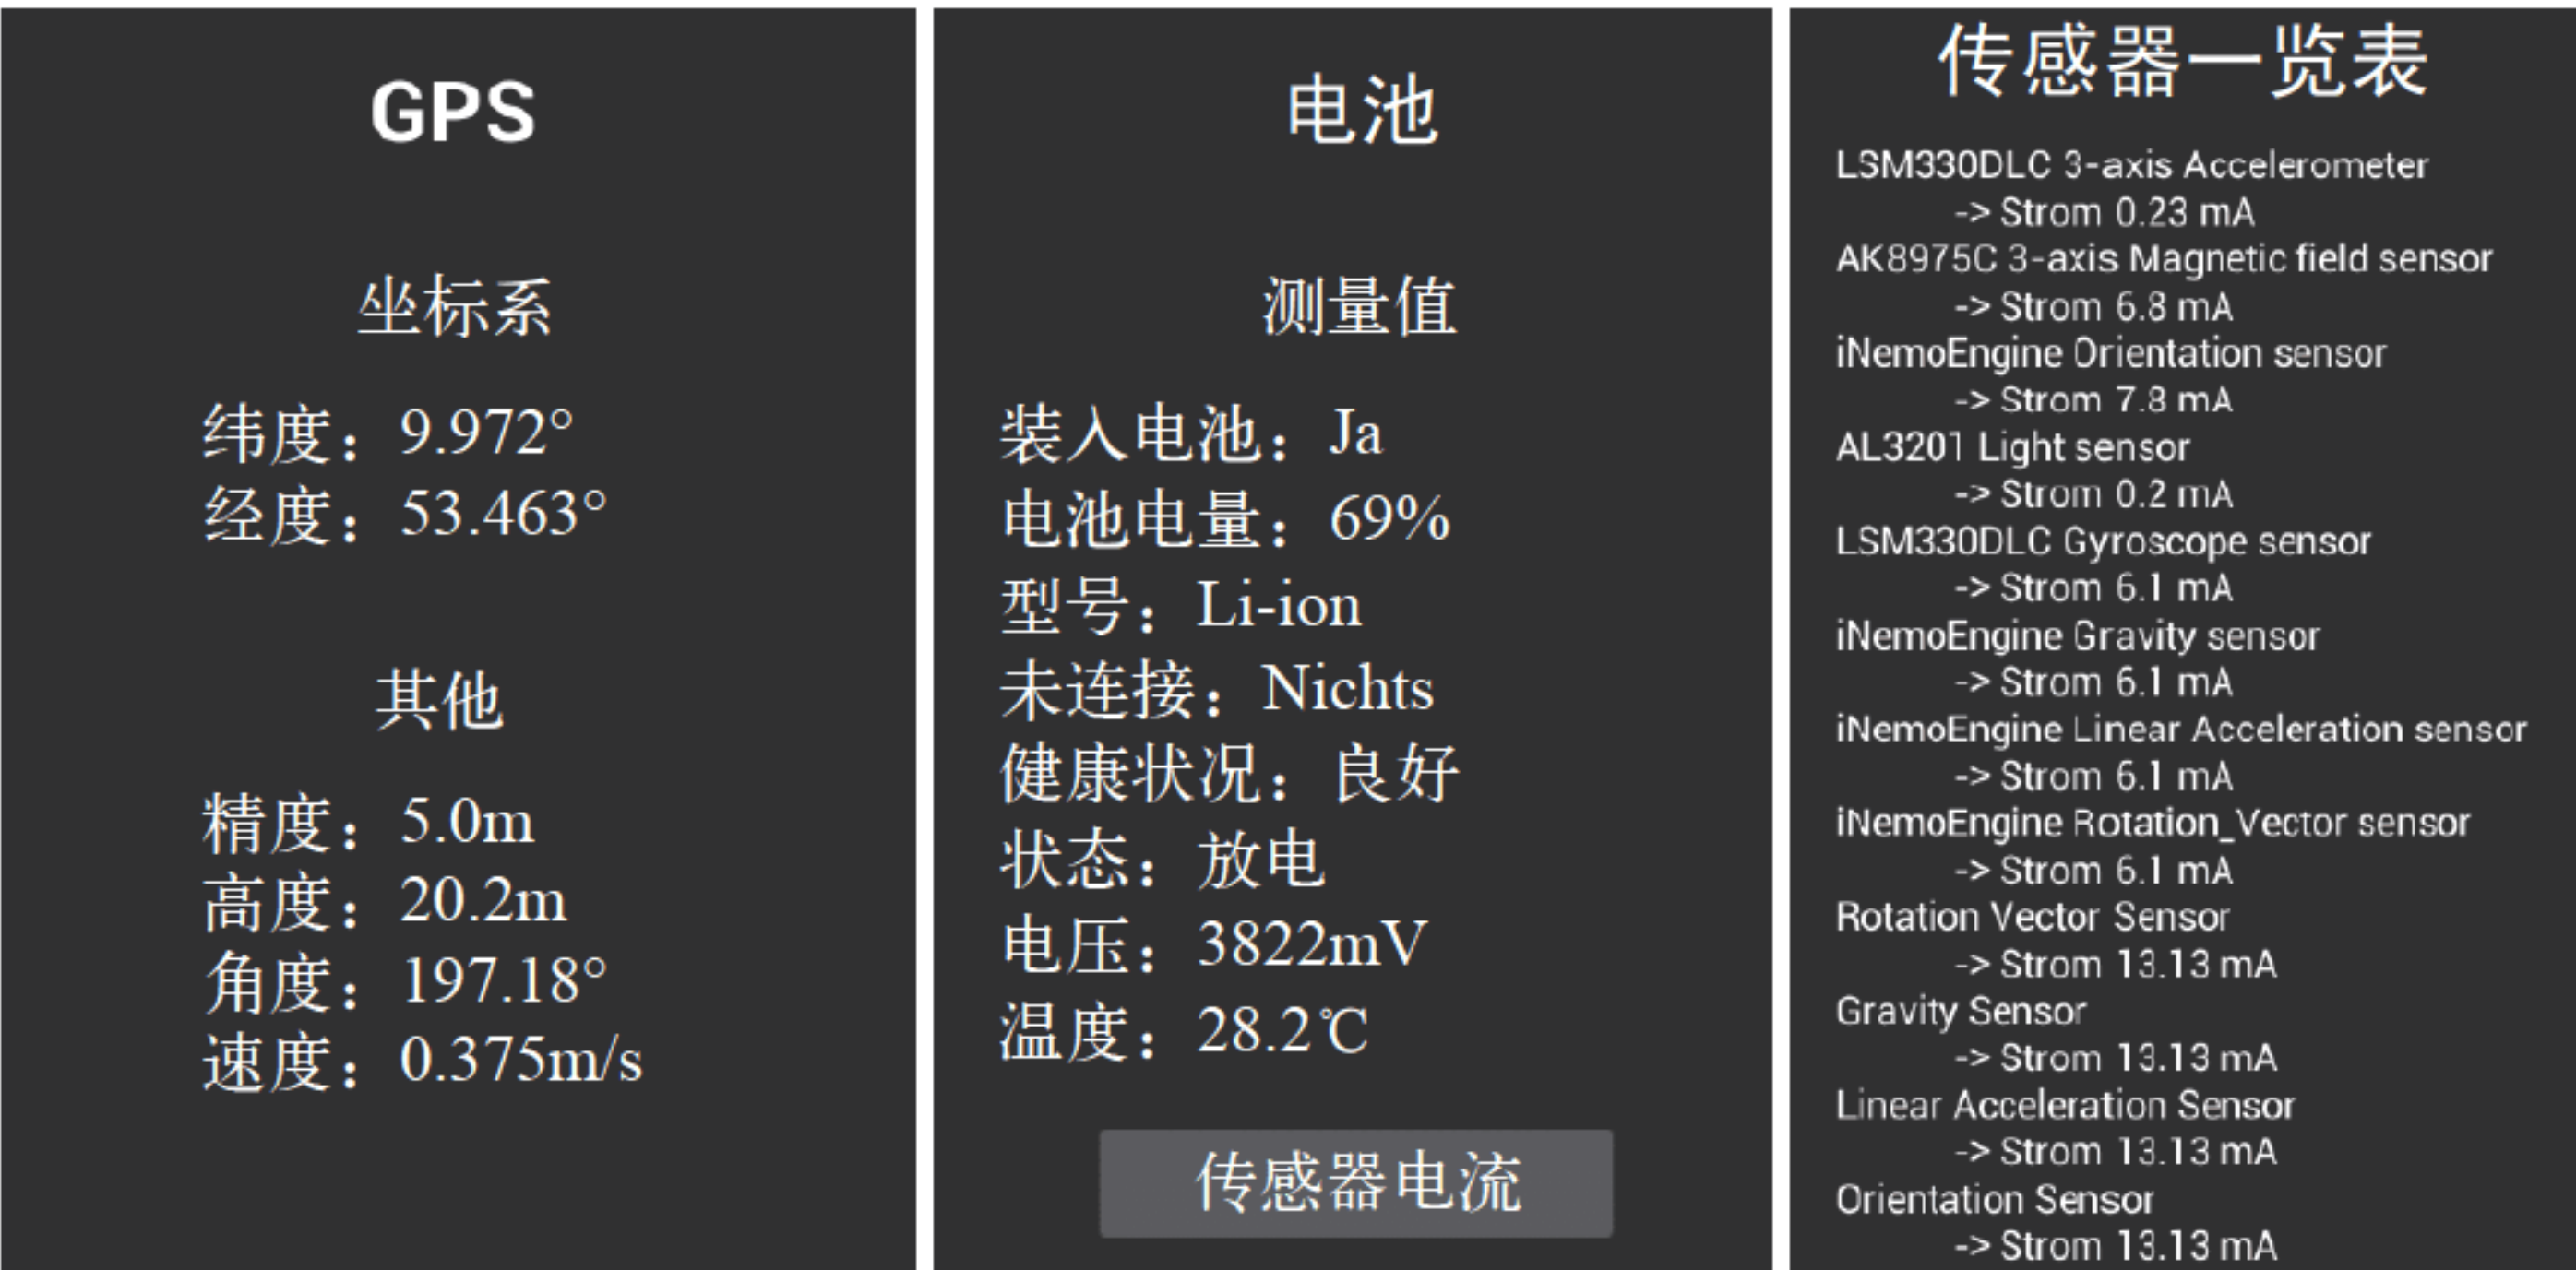 GPS
坐标系
纬度：9.972°
经度：53.463°
其他
精度：5.0m
高度：20.2m
角度：197.18°
速度：0.375m/s
电池
测量值
装入电池：Ja
电池电量：69%
型号：Li-ion
未连接：Nichts
健康状况：良好
状态：放电
电压：3822mV
温度：28.2℃
传感器电流
传感器一览表
LSM330DLC 3-axis Accelerometer
-> Strom 0.23 mA
AK8975C 3-axis Magnetic field sensor
-> Strom 6.8 mA
iNemoEngine Orientation sensor
-> Strom 7.8 mA
AL3201 Light sensor
-> Strom 0.2 mA
LSM330DLC Gyroscope sensor
-> Strom 6.1 mA
iNemoEngine Gravity sensor
-> Strom 6.1 mA
iNemoEngine Linear Acceleration sensor
-> Strom 6.1 mA
iNemoEngine Rotation_Vector sensor
-> Strom 6.1 mA
Rotation Vector Sensor
-> Strom 13.13 mA
Gravity Sensor
-> Strom 13.13 mA
Linear Acceleration Sensor
-> Strom 13.13 mA
Orientation Sensor
-> Strom 13.13 mA